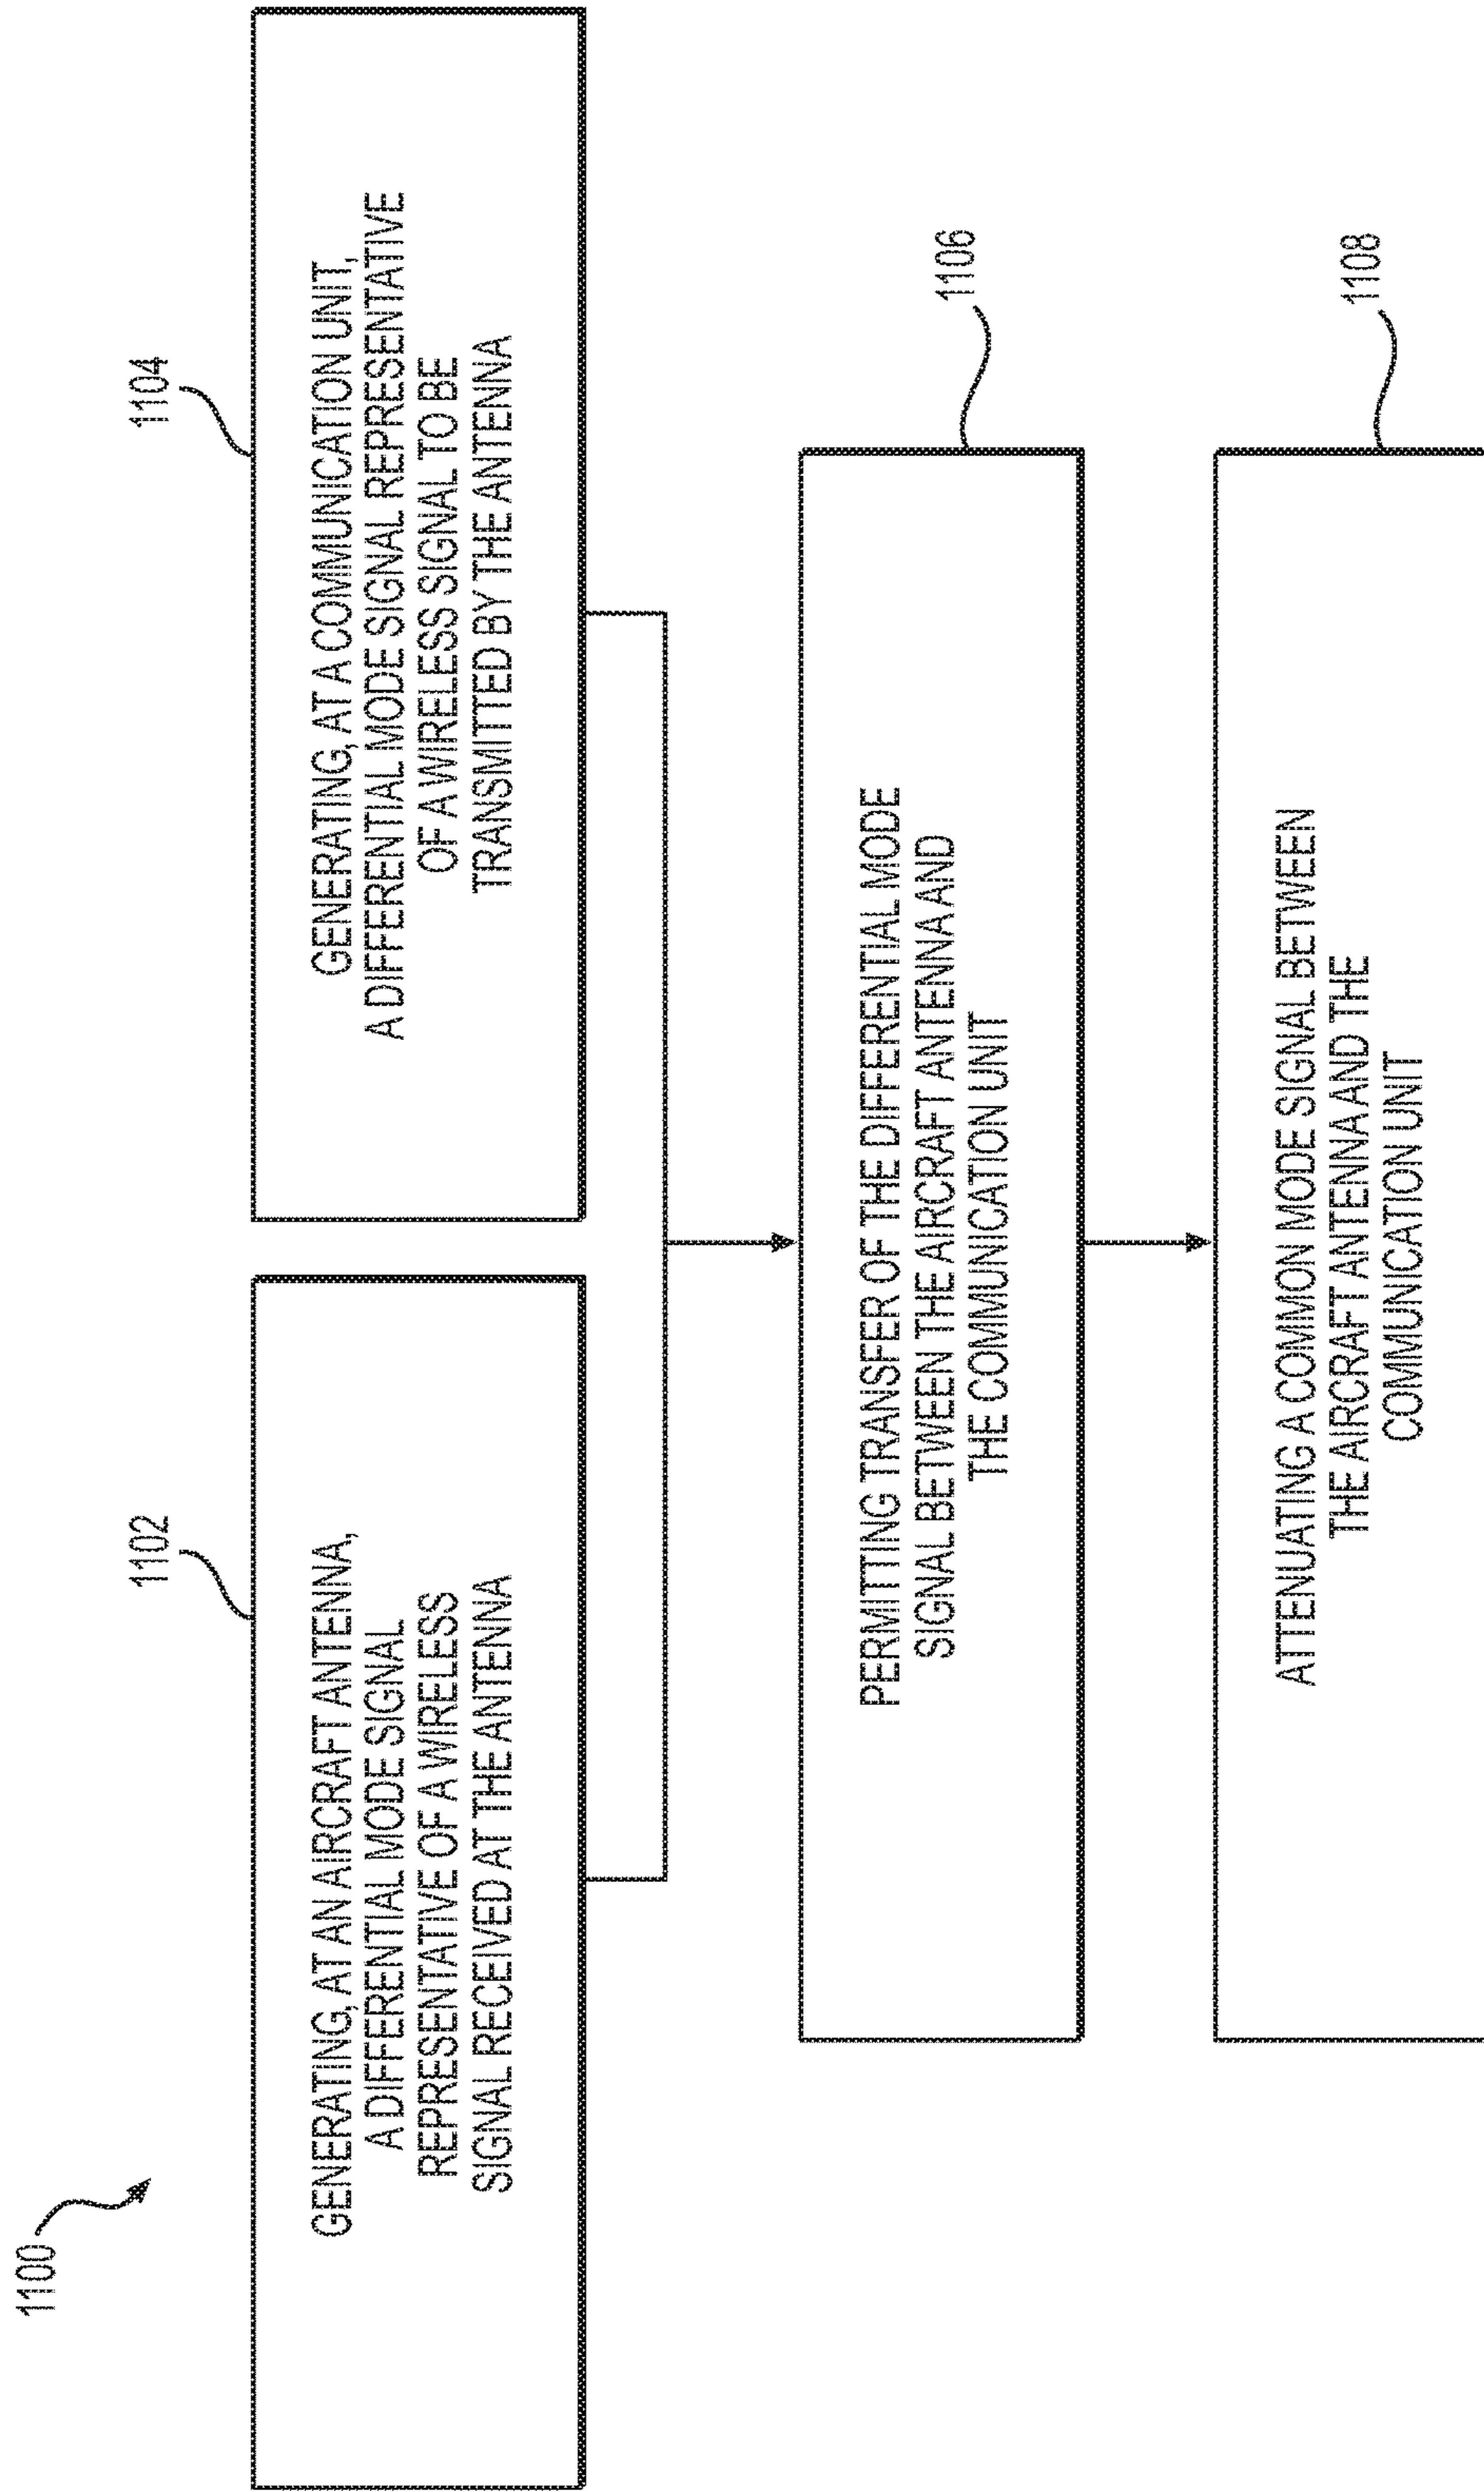 1100
1102
GENERATING, AT AN AIRCRAFT ANTENNA,
A DIFFERENTIAL MODE SIGNAL
REPRESENTATIVE OF A WIRELESS
SIGNAL RECEIVED AT THE ANTENNA
1104
GENERATING, AT A COMMUNICATION UNIT,
A DIFFERENTIAL MODE SIGNAL REPRESENTATIVE
OF A WIRELESS SIGNAL TO BE
TRANSMITTED BY THE ANTENNA
1106
PERMITTING TRANSFER OF THE DIFFERENTIAL MODE
SIGNAL BETWEEN THE AIRCRAFT ANTENNA AND
THE COMMUNICATION UNIT
1108
ATTENUATING A COMMON MODE SIGNAL BETWEEN
THE AIRCRAFT ANTENNA AND THE
COMMUNICATION UNIT